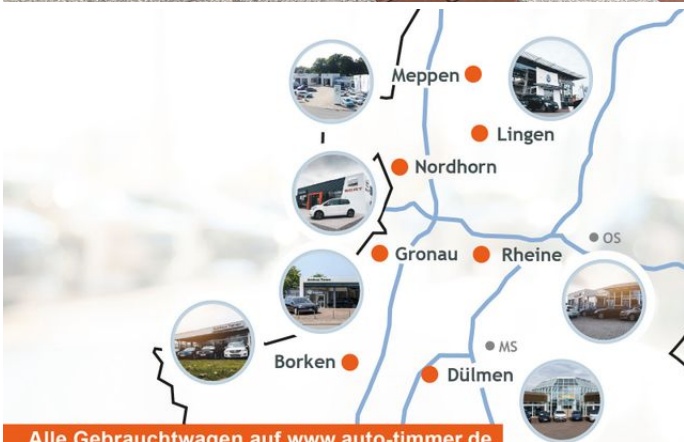 Meppen
Lingen
Nordhorn
OS
Gronau
Rheine
MS
Borken
Dülmen
Alle Gebrauchtwagen auf www.auto-timmer.de